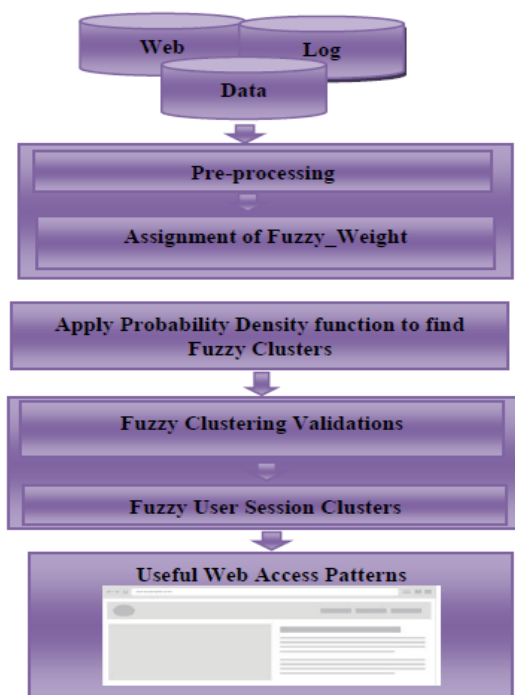 Web
Log
Data
Pre-processing
Assignment of Fuzzy_Weight
Apply Probability Density function to find
Fuzzy Clusters
Fuzzy Clustering Validations
Fuzzy User Session Clusters
Useful Web Access Patterns